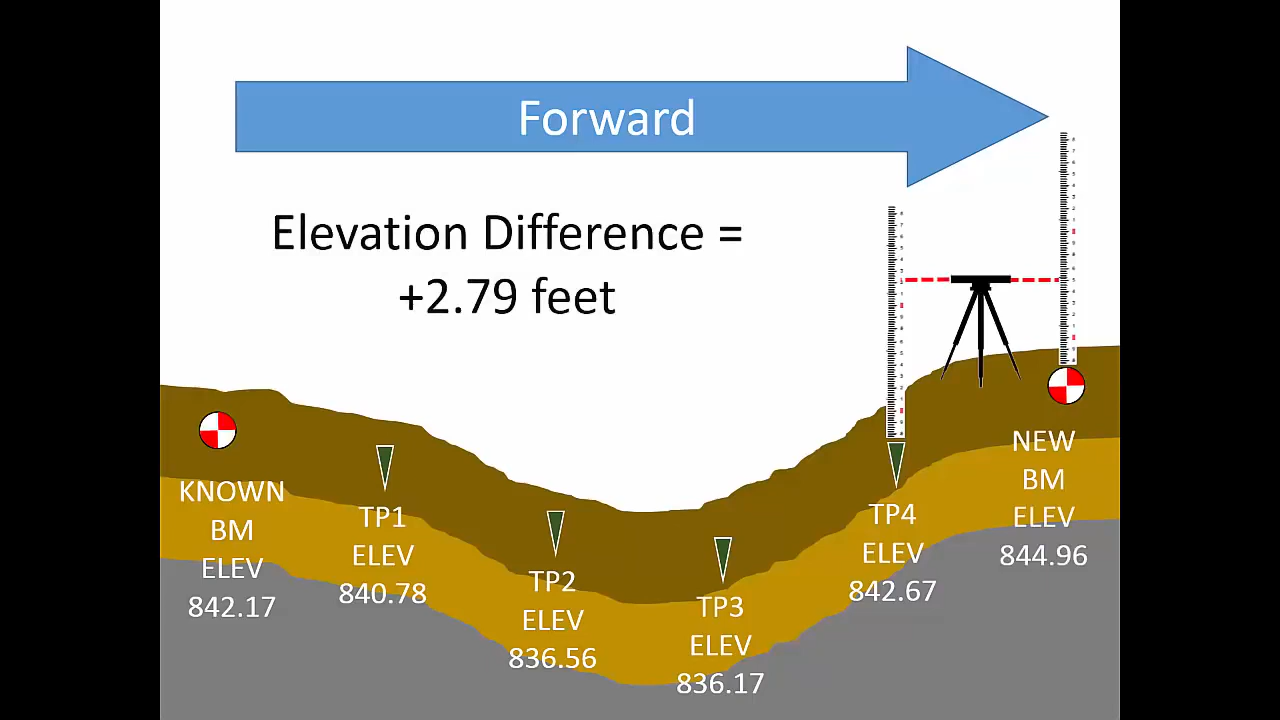 Forward
Elevation Difference =
+2.79 feet
KNOWN
BM
ELEV
842.17
TP1
ELEV
840.78
TP2
ELEV
836.56
TP3
ELEV
836.17
TP4
ELEV
842.67
NEW
BM
ELEV
844.96